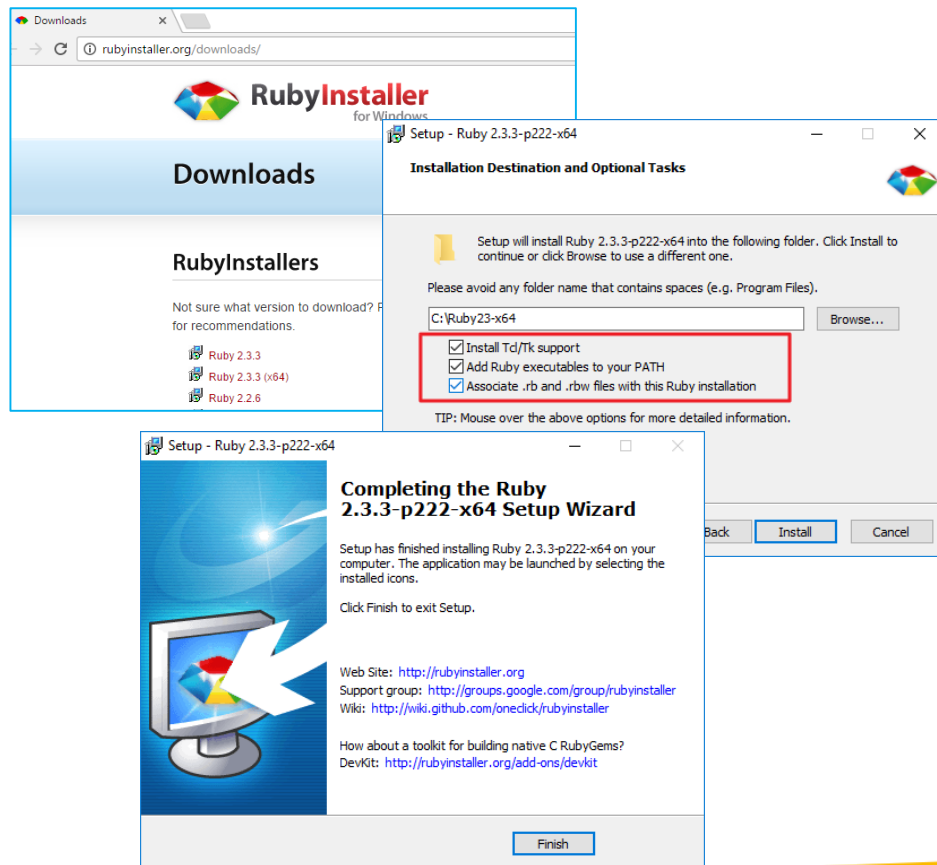 Downloads
rubyinstaller.org/downloads/
RubyInstaller
for Windows
Downloads
RubyInstallers
Not sure what version to download?
for recommendations.
Ruby 2.3.3
Ruby 2.3.3 (x64)
Ruby 2.2.6
Setup - Ruby 2.3.3-p222-x64
Installation Destination and Optional Tasks
Setup will install Ruby 2.3.3-p222-x64 into the following folder. Click Install to
continue or click Browse to use a different one.
Please avoid any folder name that contains spaces (e.g. Program Files).
C:\Ruby23-x64
Browse...
Install Tcl/Tk support
Add Ruby executables to your PATH
Associate .rb and .rbw files with this Ruby installation
TIP: Mouse over the above options for more detailed information.
Back
Install
Cancel
Setup - Ruby 2.3.3-p222-x64
Completing the Ruby
2.3.3-p222-x64 Setup Wizard
Setup has finished installing Ruby 2.3.3-p222-x64 on your
computer. The application may be launched by selecting the
installed icons.
Click Finish to exit Setup.
Web Site: http://rubyinstaller.org
Support group: http://groups.google.com/group/rubyinstaller
Wiki: http://wiki.github.com/oneclick/rubyinstaller
How about a toolkit for building native C RubyGems?
DevKit: http://rubyinstaller.org/add-ons/devkit
Finish